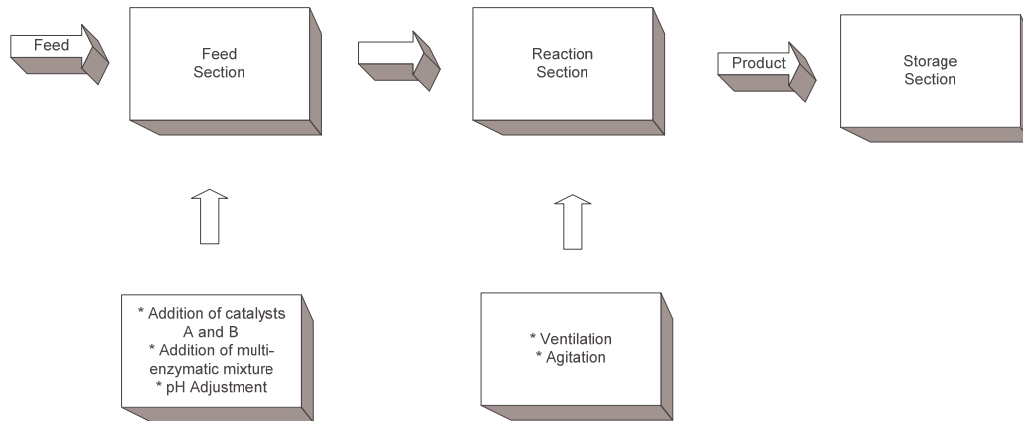 Feed
Feed
Section
Reaction
Section
Product
Storage
Section
* Addition of catalysts
A and B
* Addition of multi-
enzymatic mixture
* pH Adjustment
* Ventilation
* Agitation